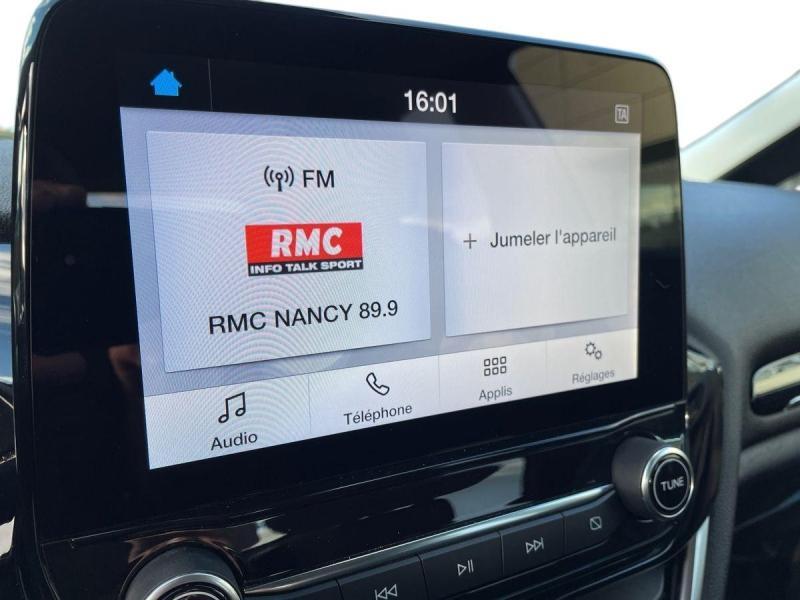 16:01
TA
FM
RMC
INFO TALK SPORT
RMC NANCY 89.9
+ Jumeler l'appareil
Audio
Téléphone
Applis
Réglages
TUNE